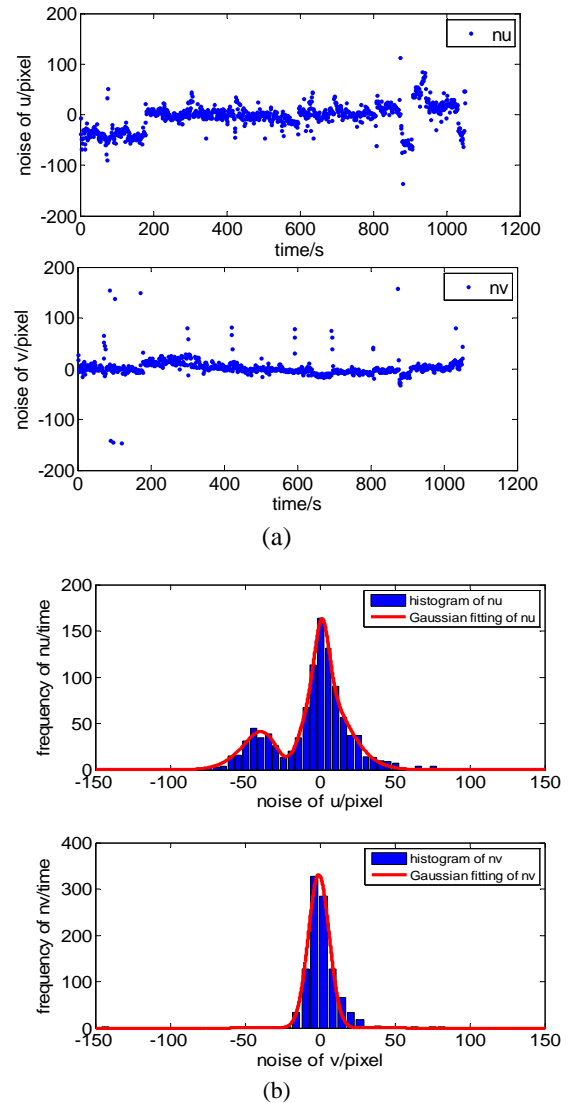 200
100
0
-100
-200
noise of u/pixel
nu
0 200 400 600 800 1000 1200
time/s
200
100
0
-100
-200
noise of v/pixel
nv
0 200 400 600 800 1000 1200
time/s
(a)
200
150
100
50
0
frequency of nu/time
histogram of nu
Gaussian fitting of nu
-150 -100 -50 0 50 100 150
noise of u/pixel
400
300
200
100
0
frequency of nv/time
histogram of nv
Gaussian fitting of nv
-150 -100 -50 0 50 100 150
noise of v/pixel
(b)